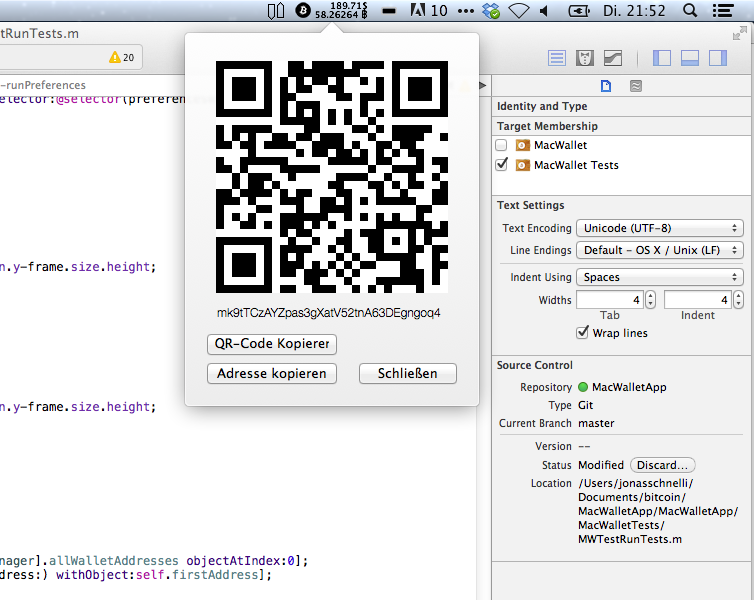 189.71$
58.26264 ฿
10
Di. 21:52
tRunTests.m
20
-runPreferences
elector:@selector(preferen
n.y-frame.size.height;
n.y-frame.size.height;
nager].allWalletAddresses objectAtIndex:0];
dress:) withObject:self.firstAddress];
mk9tTCzAYZpas3gXatV52tnA63DEgngoq4
QR-Code Kopierer
Adresse kopieren
Schließen
Identity and Type
Target Membership
MacWallet
MacWallet Tests
Text Settings
Text Encoding Unicode (UTF-8)
Line Endings Default - OS X / Unix (LF)
Indent Using Spaces
Widths 4 4
Tab Indent
Wrap lines
Source Control
Repository MacWalletApp
Type Git
Current Branch master
Version --
Status Modified Discard...
Location /Users/jonasschnelli/
Documents/bitcoin/
MacWalletApp/MacWalletApp/
MacWalletTests/
MWTestRunTests.m